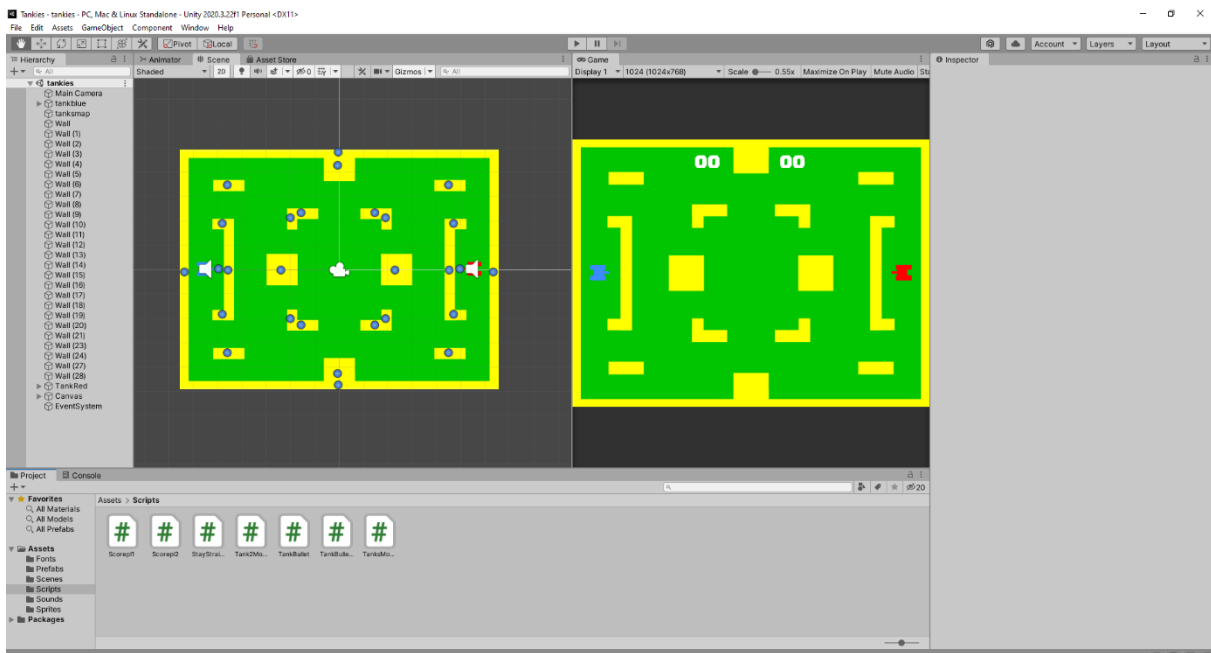 Tankies - tankies - PC, Mac & Linux Standalone - Unity 2020.3.22f1 Personal <DX11>
File Edit Assets GameObject Component Window Help
Pivot Local
Account Layers Layout
Hierarchy
All
tankies
Main Camera
tankblue
tanksmap
Wall
Wall (1)
Wall (2)
Wall (3)
Wall (4)
Wall (5)
Wall (6)
Wall (7)
Wall (8)
Wall (9)
Wall (10)
Wall (11)
Wall (12)
Wall (13)
Wall (14)
Wall (15)
Wall (16)
Wall (17)
Wall (18)
Wall (19)
Wall (20)
Wall (21)
Wall (23)
Wall (24)
Wall (27)
Wall (28)
TankRed
Canvas
EventSystem
Animator Scene Asset Store
Shaded 2D 0 Gizmos All
Game
Display 1 1024 (1024x768) Scale 0.55x Maximize On Play Mute Audio Sta
00 00
Inspector
Project Console
20
Favorites
All Materials
All Models
All Prefabs
Assets
Fonts
Prefabs
Scenes
Scripts
Sounds
Sprites
Packages
Assets > Scripts
Scorepl1 Scorepl2 StayStrai... Tank2Mo... TankBullet TankBulle... TanksMo...